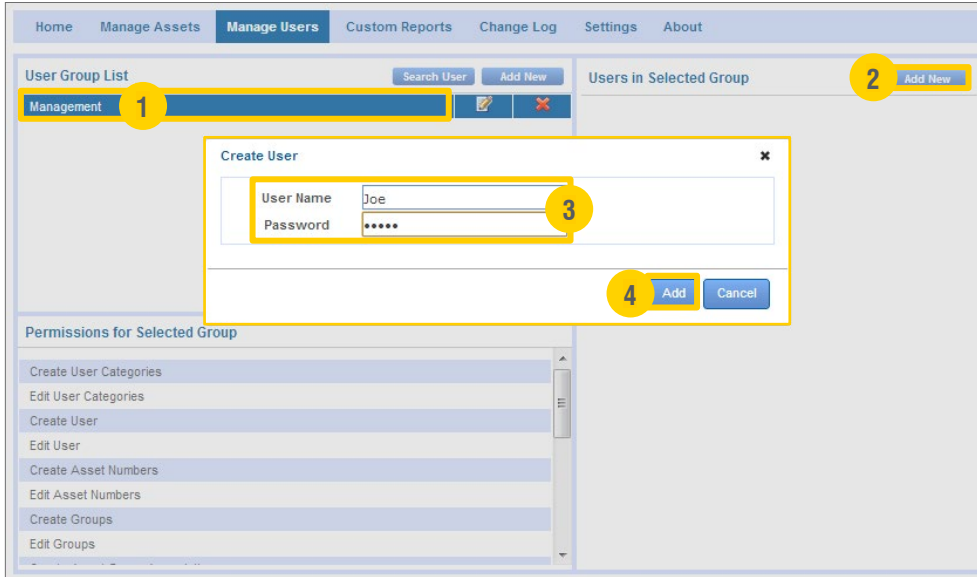 Home Manage Assets Manage Users Custom Reports Change Log Settings About
User Group List Search User Add New
Management 1
Users in Selected Group 2 Add New
Create User
User Name Joe
Password •••••
3
4 Add Cancel
Permissions for Selected Group
Create User Categories
Edit User Categories
Create User
Edit User
Create Asset Numbers
Edit Asset Numbers
Create Groups
Edit Groups